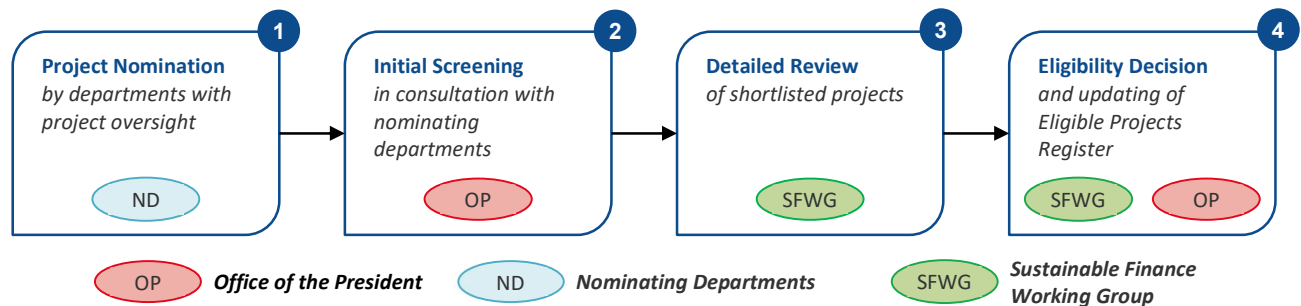 1
Project Nomination
by departments with
project oversight
ND
2
Initial Screening
in consultation with
nominating
departments
OP
3
Detailed Review
of shortlisted projects
SFWG
4
Eligibility Decision
and updating of
Eligible Projects
Register
SFWG OP
OP Office of the President
ND Nominating Departments
SFWG Sustainable Finance
Working Group